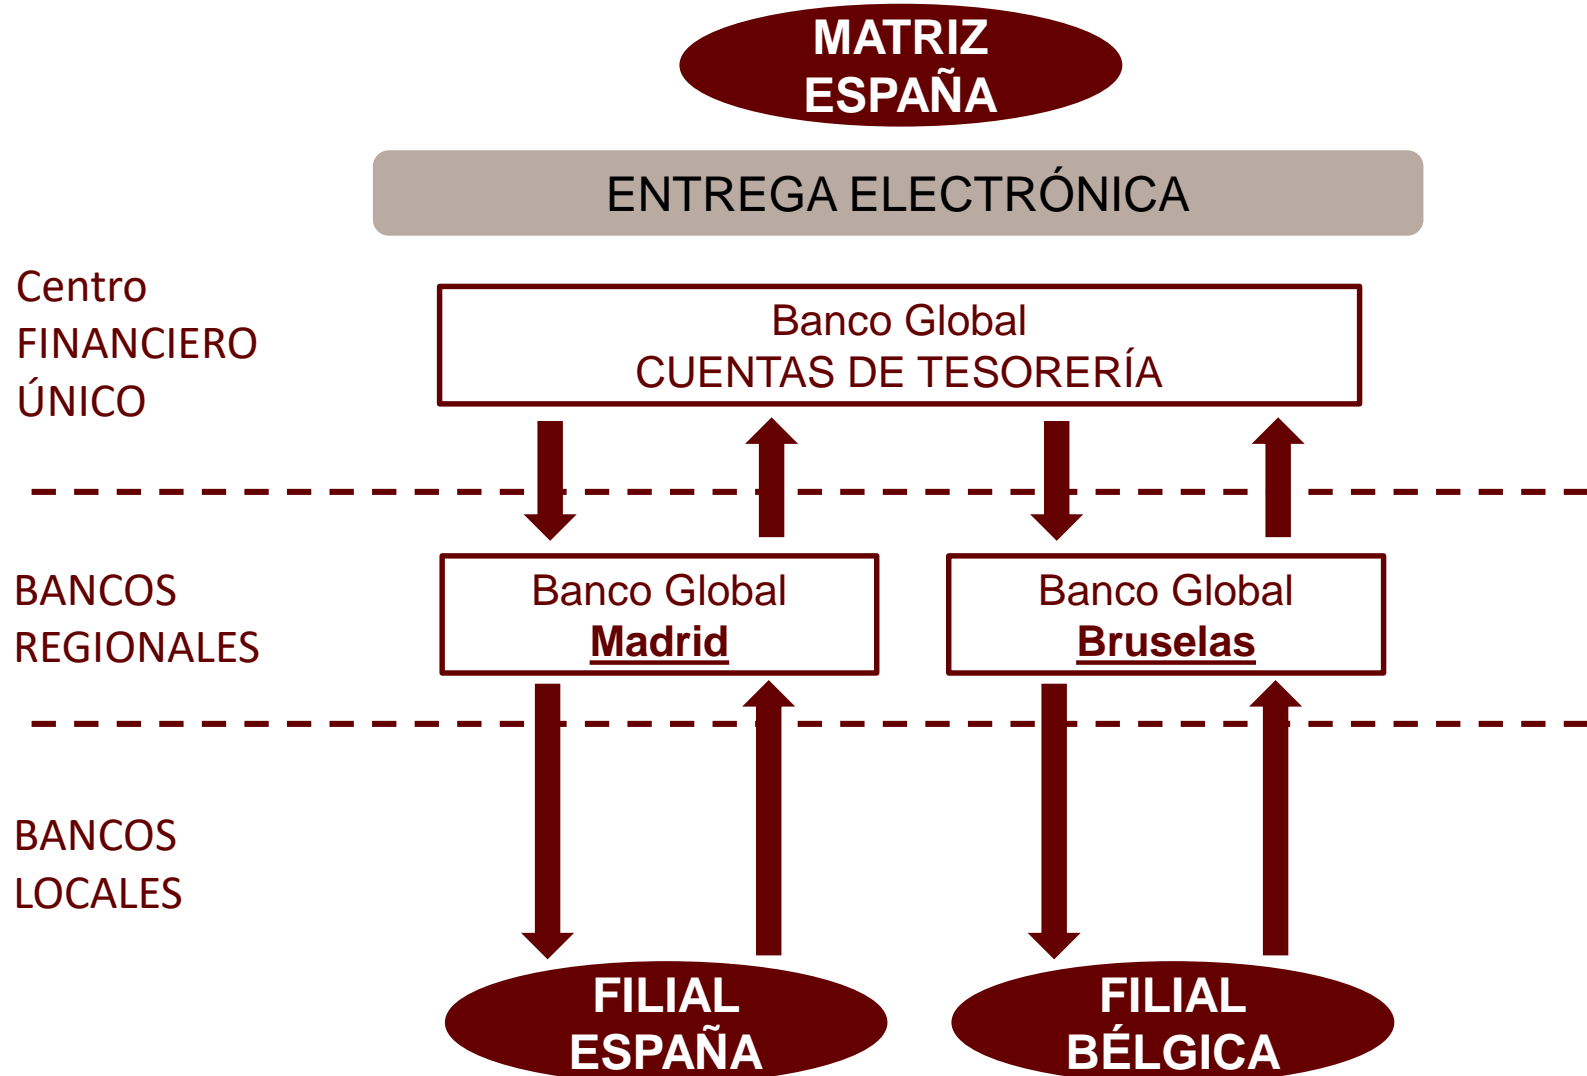 MATRIZ
ESPAÑA
ENTREGA ELECTRÓNICA
Centro
FINANCIERO
ÚNICO
Banco Global
CUENTAS DE TESORERÍA
BANCOS
REGIONALES
Banco Global
Madrid
Banco Global
Bruselas
BANCOS
LOCALES
FILIAL
ESPAÑA
FILIAL
BÉLGICA